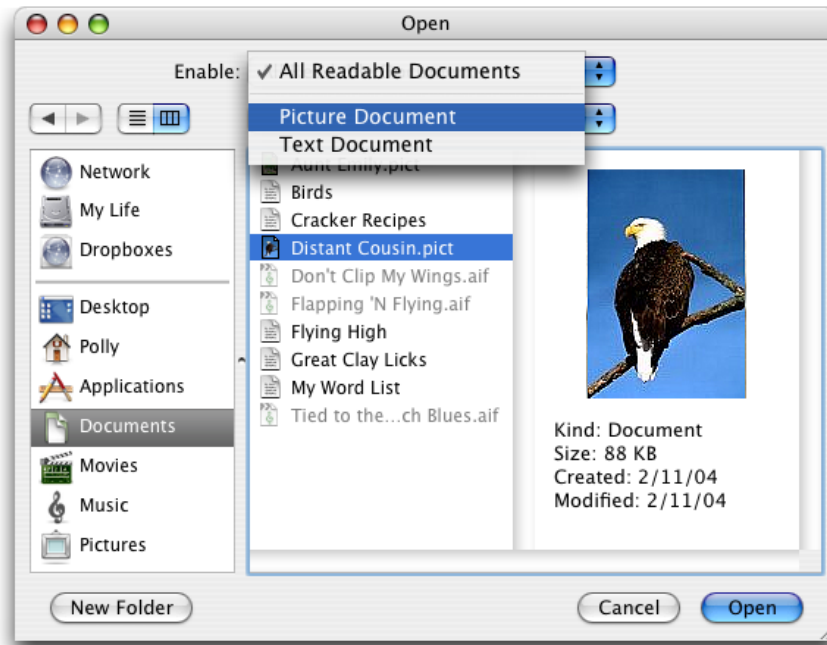 Open
Enable:
All Readable Documents
Picture Document
Text Document
Network
My Life
Dropboxes
Desktop
Polly
Applications
Documents
Movies
Music
Pictures
Aunt Emily.pict
Birds
Cracker Recipes
Distant Cousin.pict
Don't Clip My Wings.aif
Flapping 'N Flying.aif
Flying High
Great Clay Licks
My Word List
Tied to the...ch Blues.aif
Kind: Document
Size: 88 KB
Created: 2/11/04
Modified: 2/11/04
New Folder
Cancel
Open